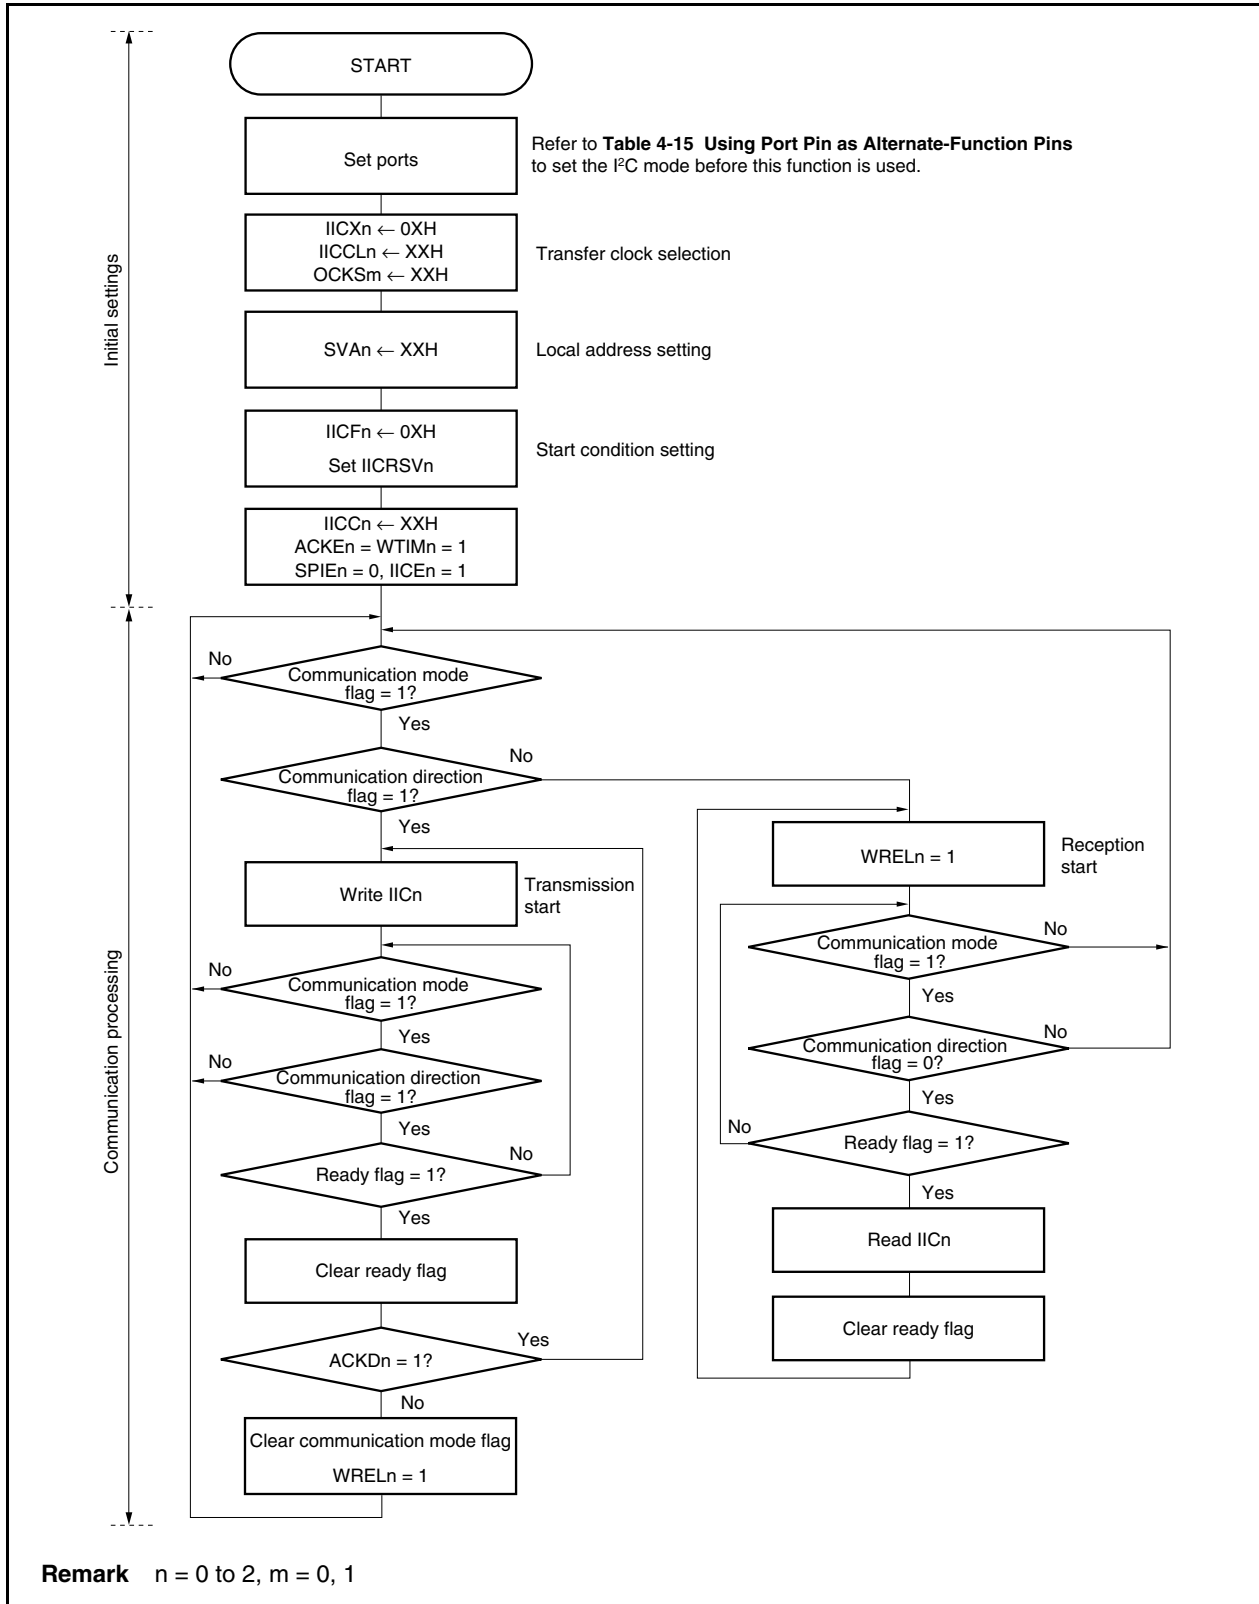 START
Set ports
Refer to Table 4-15 Using Port Pin as Alternate-Function Pins
to set the I²C mode before this function is used.
IICXn ← 0XH
IICCLn ← XXH
OCKSm ← XXH
Transfer clock selection
Initial settings
SVAn ← XXH
Local address setting
IICFn ← 0XH
Set IICRSVn
Start condition setting
IICCn ← XXH
ACKEn = WTIMn = 1
SPIEn = 0, IICEn = 1
Communication processing
No
Communication mode
flag = 1?
Yes
No
Communication direction
flag = 1?
Yes
Write IICn
Transmission
start
No
Communication mode
flag = 1?
Yes
No
Communication direction
flag = 1?
Yes
No
Ready flag = 1?
Yes
Clear ready flag
Yes
ACKDn = 1?
No
Clear communication mode flag
WRELn = 1
WRELn = 1
Reception
start
No
Communication mode
flag = 1?
Yes
No
Communication direction
flag = 0?
Yes
No
Ready flag = 1?
Yes
Read IICn
Clear ready flag
Remark n = 0 to 2, m = 0, 1